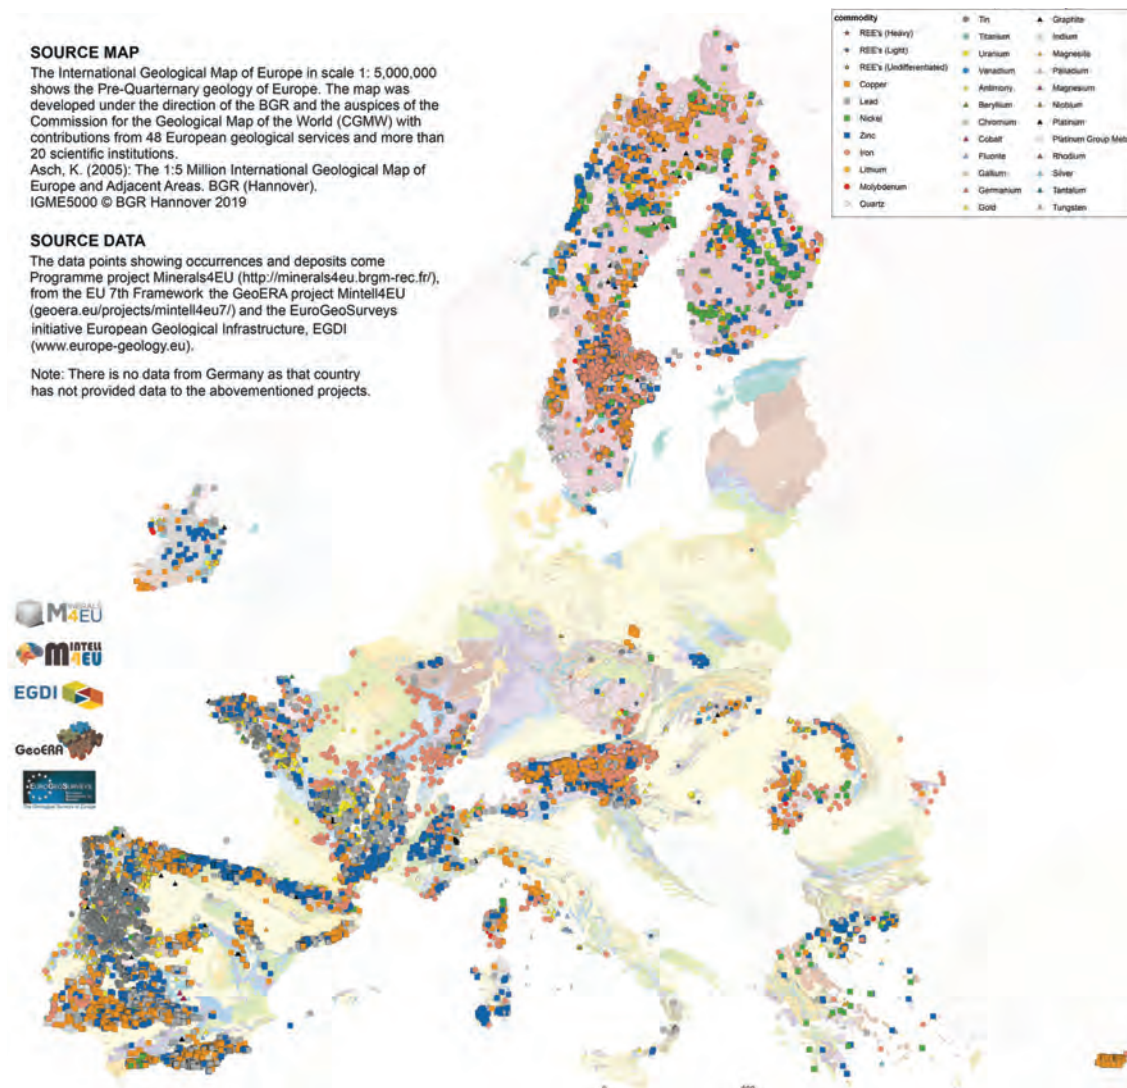 SOURCE MAP
The International Geological Map of Europe in scale 1: 5,000,000
shows the Pre-Quarternary geology of Europe. The map was
developed under the direction of the BGR and the auspices of the
Commission for the Geological Map of the World (CGMW) with
contributions from 48 European geological services and more than
20 scientific institutions.
Asch, K. (2005): The 1:5 Million International Geological Map of
Europe and Adjacent Areas. BGR (Hannover).
IGME5000 © BGR Hannover 2019
SOURCE DATA
The data points showing occurrences and deposits come
Programme project Minerals4EU (http://minerals4eu.brgm-rec.fr/),
from the EU 7th Framework the GeoERA project Mintell4EU
(geoera.eu/projects/mintell4eu7/) and the EuroGeoSurveys
initiative European Geological Infrastructure, EGDI
(www.europe-geology.eu).
Note: There is no data from Germany as that country
has not provided data to the abovementioned projects.
commodity
REE's (Heavy)
REE's (Light)
REE's (Undifferentiated)
Copper
Lead
Nickel
Zinc
Iron
Lithium
Molybdenum
Quartz
Tin
Titanium
Uranium
Vanadium
Antimony
Beryllium
Chromium
Cobalt
Fluorite
Gallium
Germanium
Gold
Graphite
Indium
Magnesite
Palladium
Magnesium
Niobium
Platinum
Platinum Group Meta
Rhodium
Silver
Tantalum
Tungsten
MINERALS
4EU
MINTELL
4EU
EGDI
GeoERA
EUROGEOSURVEYS